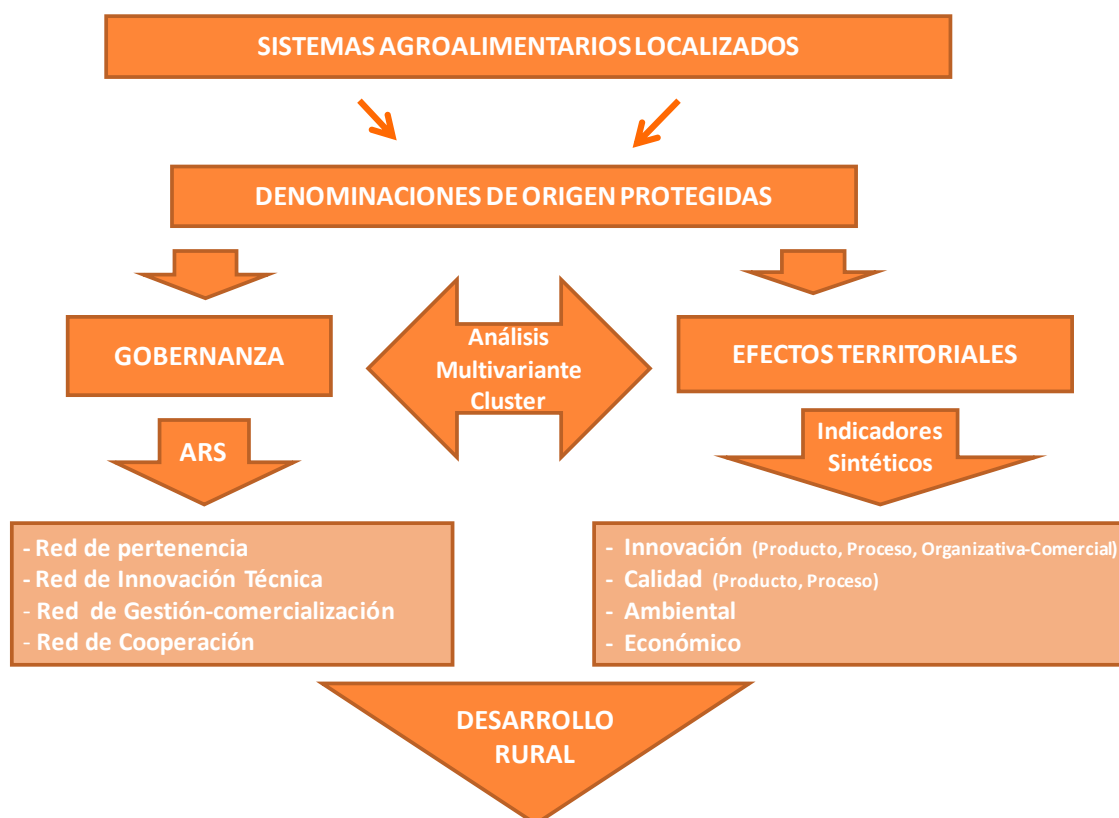 SISTEMAS AGROALIMENTARIOS LOCALIZADOS
DENOMINACIONES DE ORIGEN PROTEGIDAS
GOBERNANZA
Análisis
Multivariante
Cluster
EFECTOS TERRITORIALES
ARS
Indicadores
Sintéticos
- Red de pertenencia
- Red de Innovación Técnica
- Red de Gestión-comercialización
- Red de Cooperación
- Innovación (Producto, Proceso, Organizativa-Comercial)
- Calidad (Producto, Proceso)
- Ambiental
- Económico
DESARROLLO
RURAL